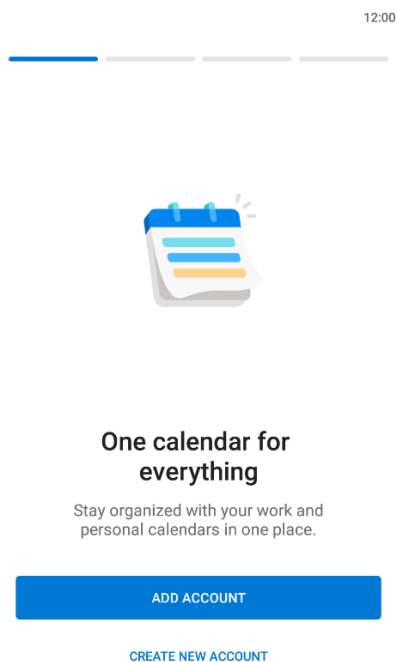 12:00
One calendar for
everything
Stay organized with your work and
personal calendars in one place.
ADD ACCOUNT
CREATE NEW ACCOUNT